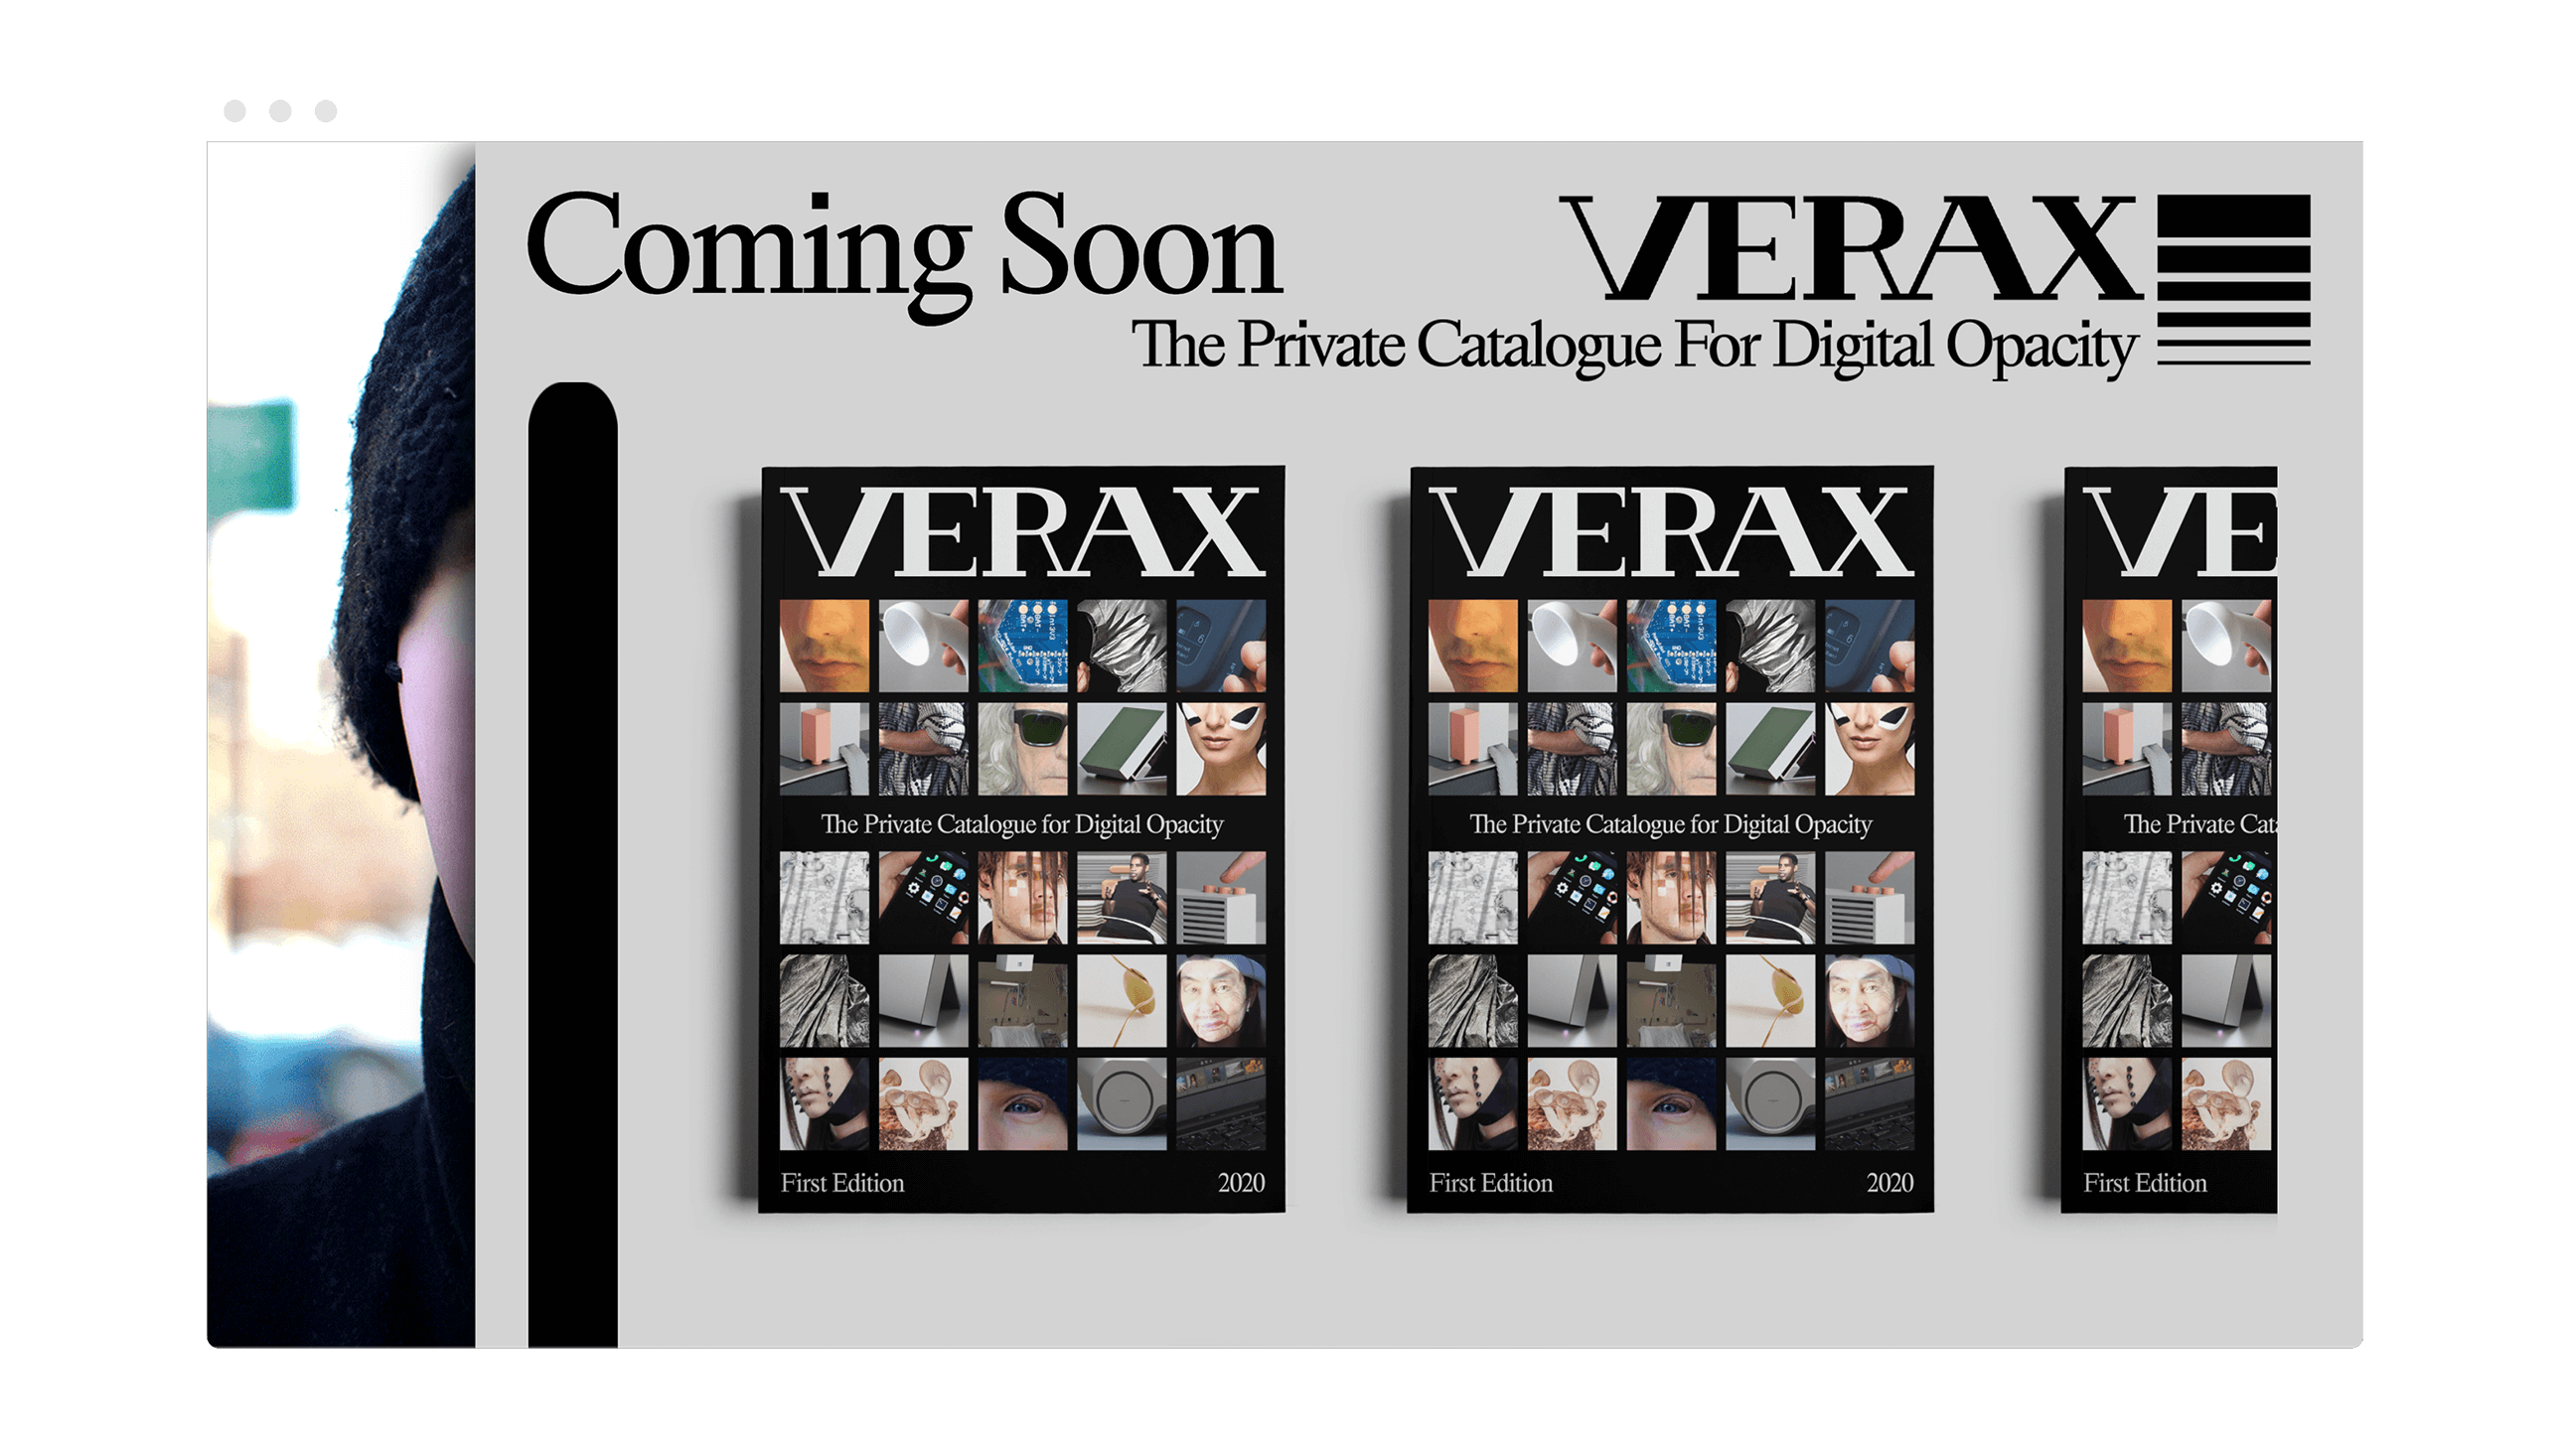 Coming Soon
VERAX
The Private Catalogue For Digital Opacity
VERAX
The Private Catalogue for Digital Opacity
First Edition
2020
VERAX
The Private Catalogue for Digital Opacity
First Edition
2020
VE
The Private Cata
First Edition